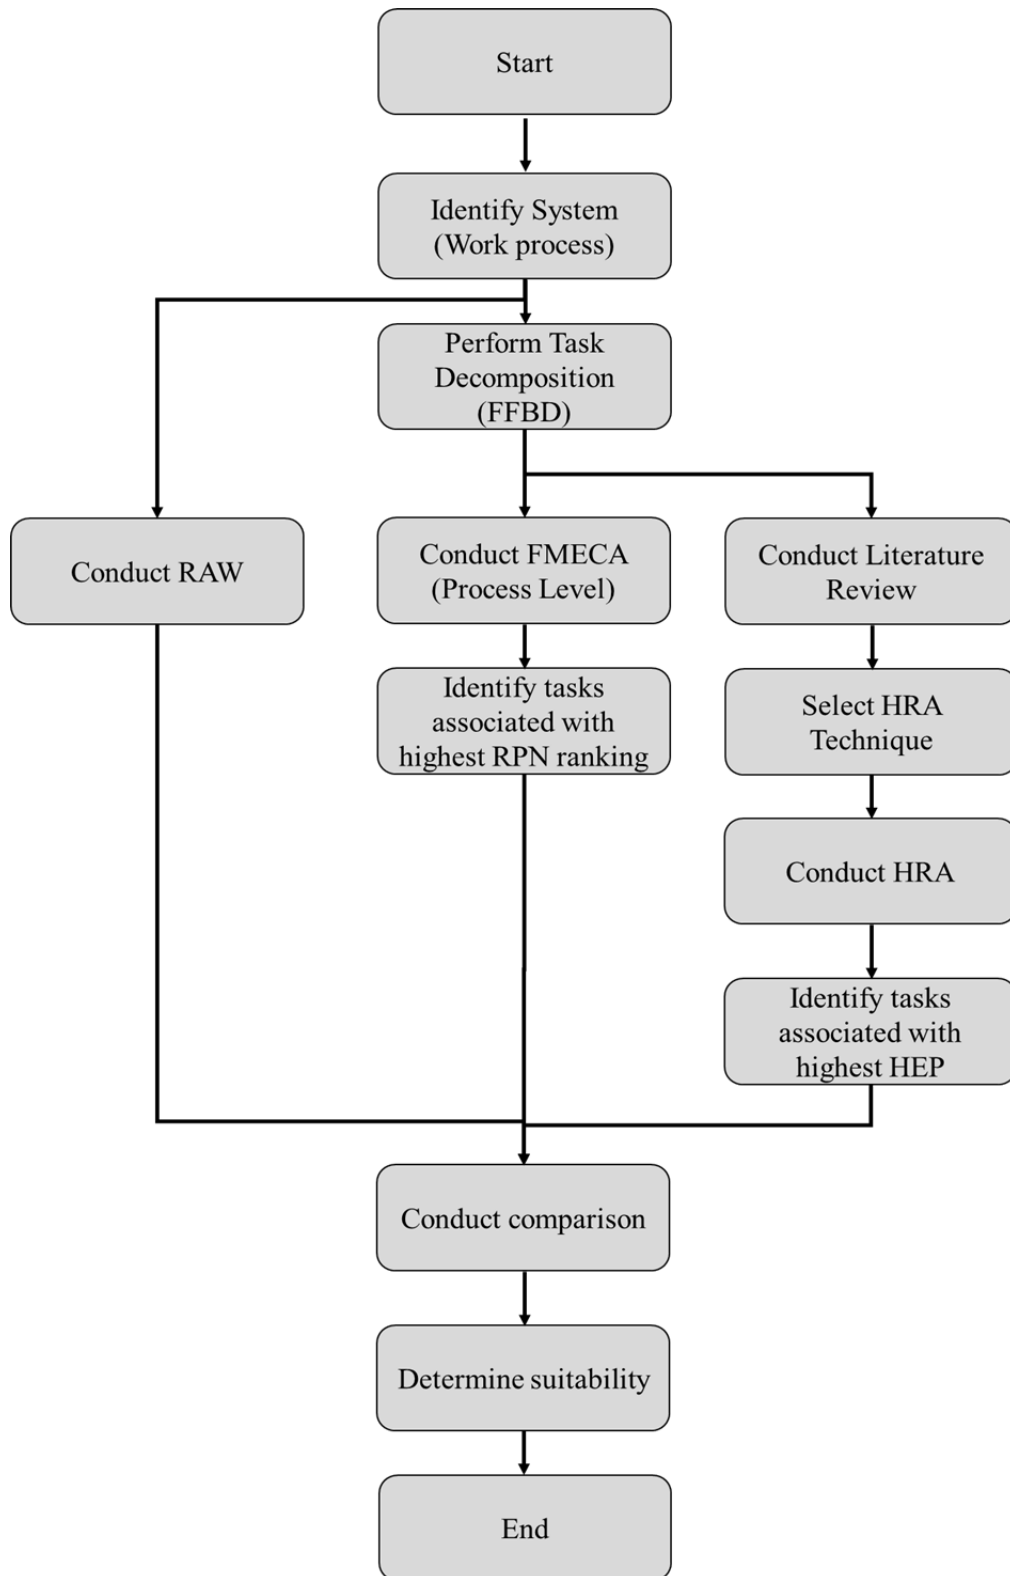 Start
Identify System
(Work process)
Perform Task
Decomposition
(FFBD)
Conduct RAW
Conduct FMECA
(Process Level)
Conduct Literature
Review
Identify tasks
associated with
highest RPN ranking
Select HRA
Technique
Conduct HRA
Identify tasks
associated with
highest HEP
Conduct comparison
Determine suitability
End